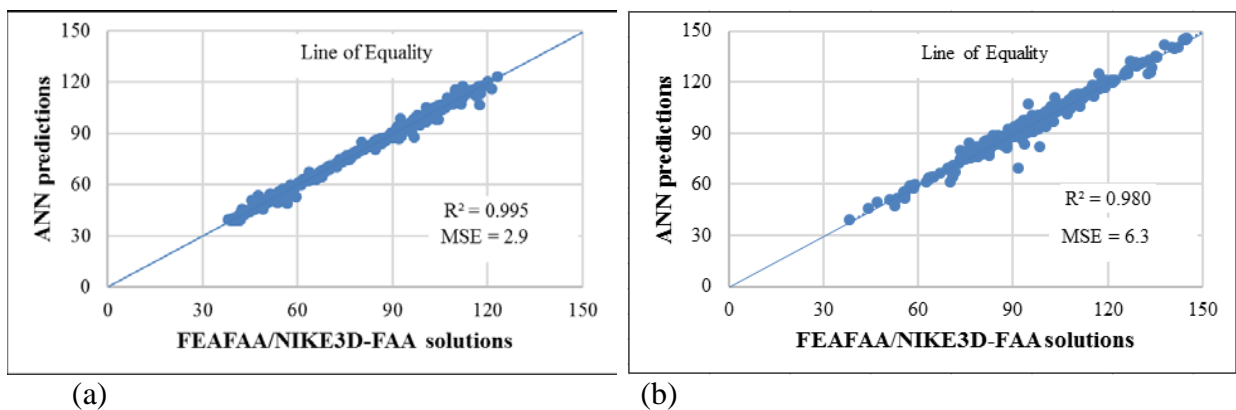 150
120
90
60
30
0
ANN predictions
Line of Equality
R² = 0.995
MSE = 2.9
0 30 60 90 120 150
FEAFAA/NIKE3D-FAA solutions
(a)
150
120
90
60
30
0
ANN predictions
Line of Equality
R² = 0.980
MSE = 6.3
0 30 60 90 120 150
FEAFAA/NIKE3D-FAA solutions
(b)